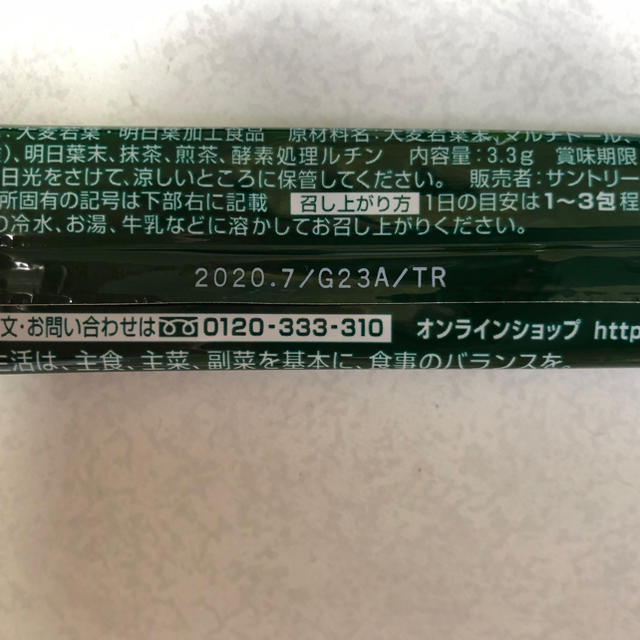 大麦若葉・明日葉加工食品 原材料名：大麦若葉末、マルチトール、
、明日葉末、抹茶、煎茶、酵素処理ルチン 内容量：3.3g 賞味期限
日光をさけて、涼しいところに保管してください。 販売者：サントリー
所固有の記号は下部右に記載 召し上がり方 1日の目安は1〜3包程
冷水、お湯、牛乳などに溶かしてお召し上がりください。
2020.7/G23A/TR
文・お問い合わせは 0120-333-310 オンラインショップ http
生活は、主食、主菜、副菜を基本に、食事のバランスを。